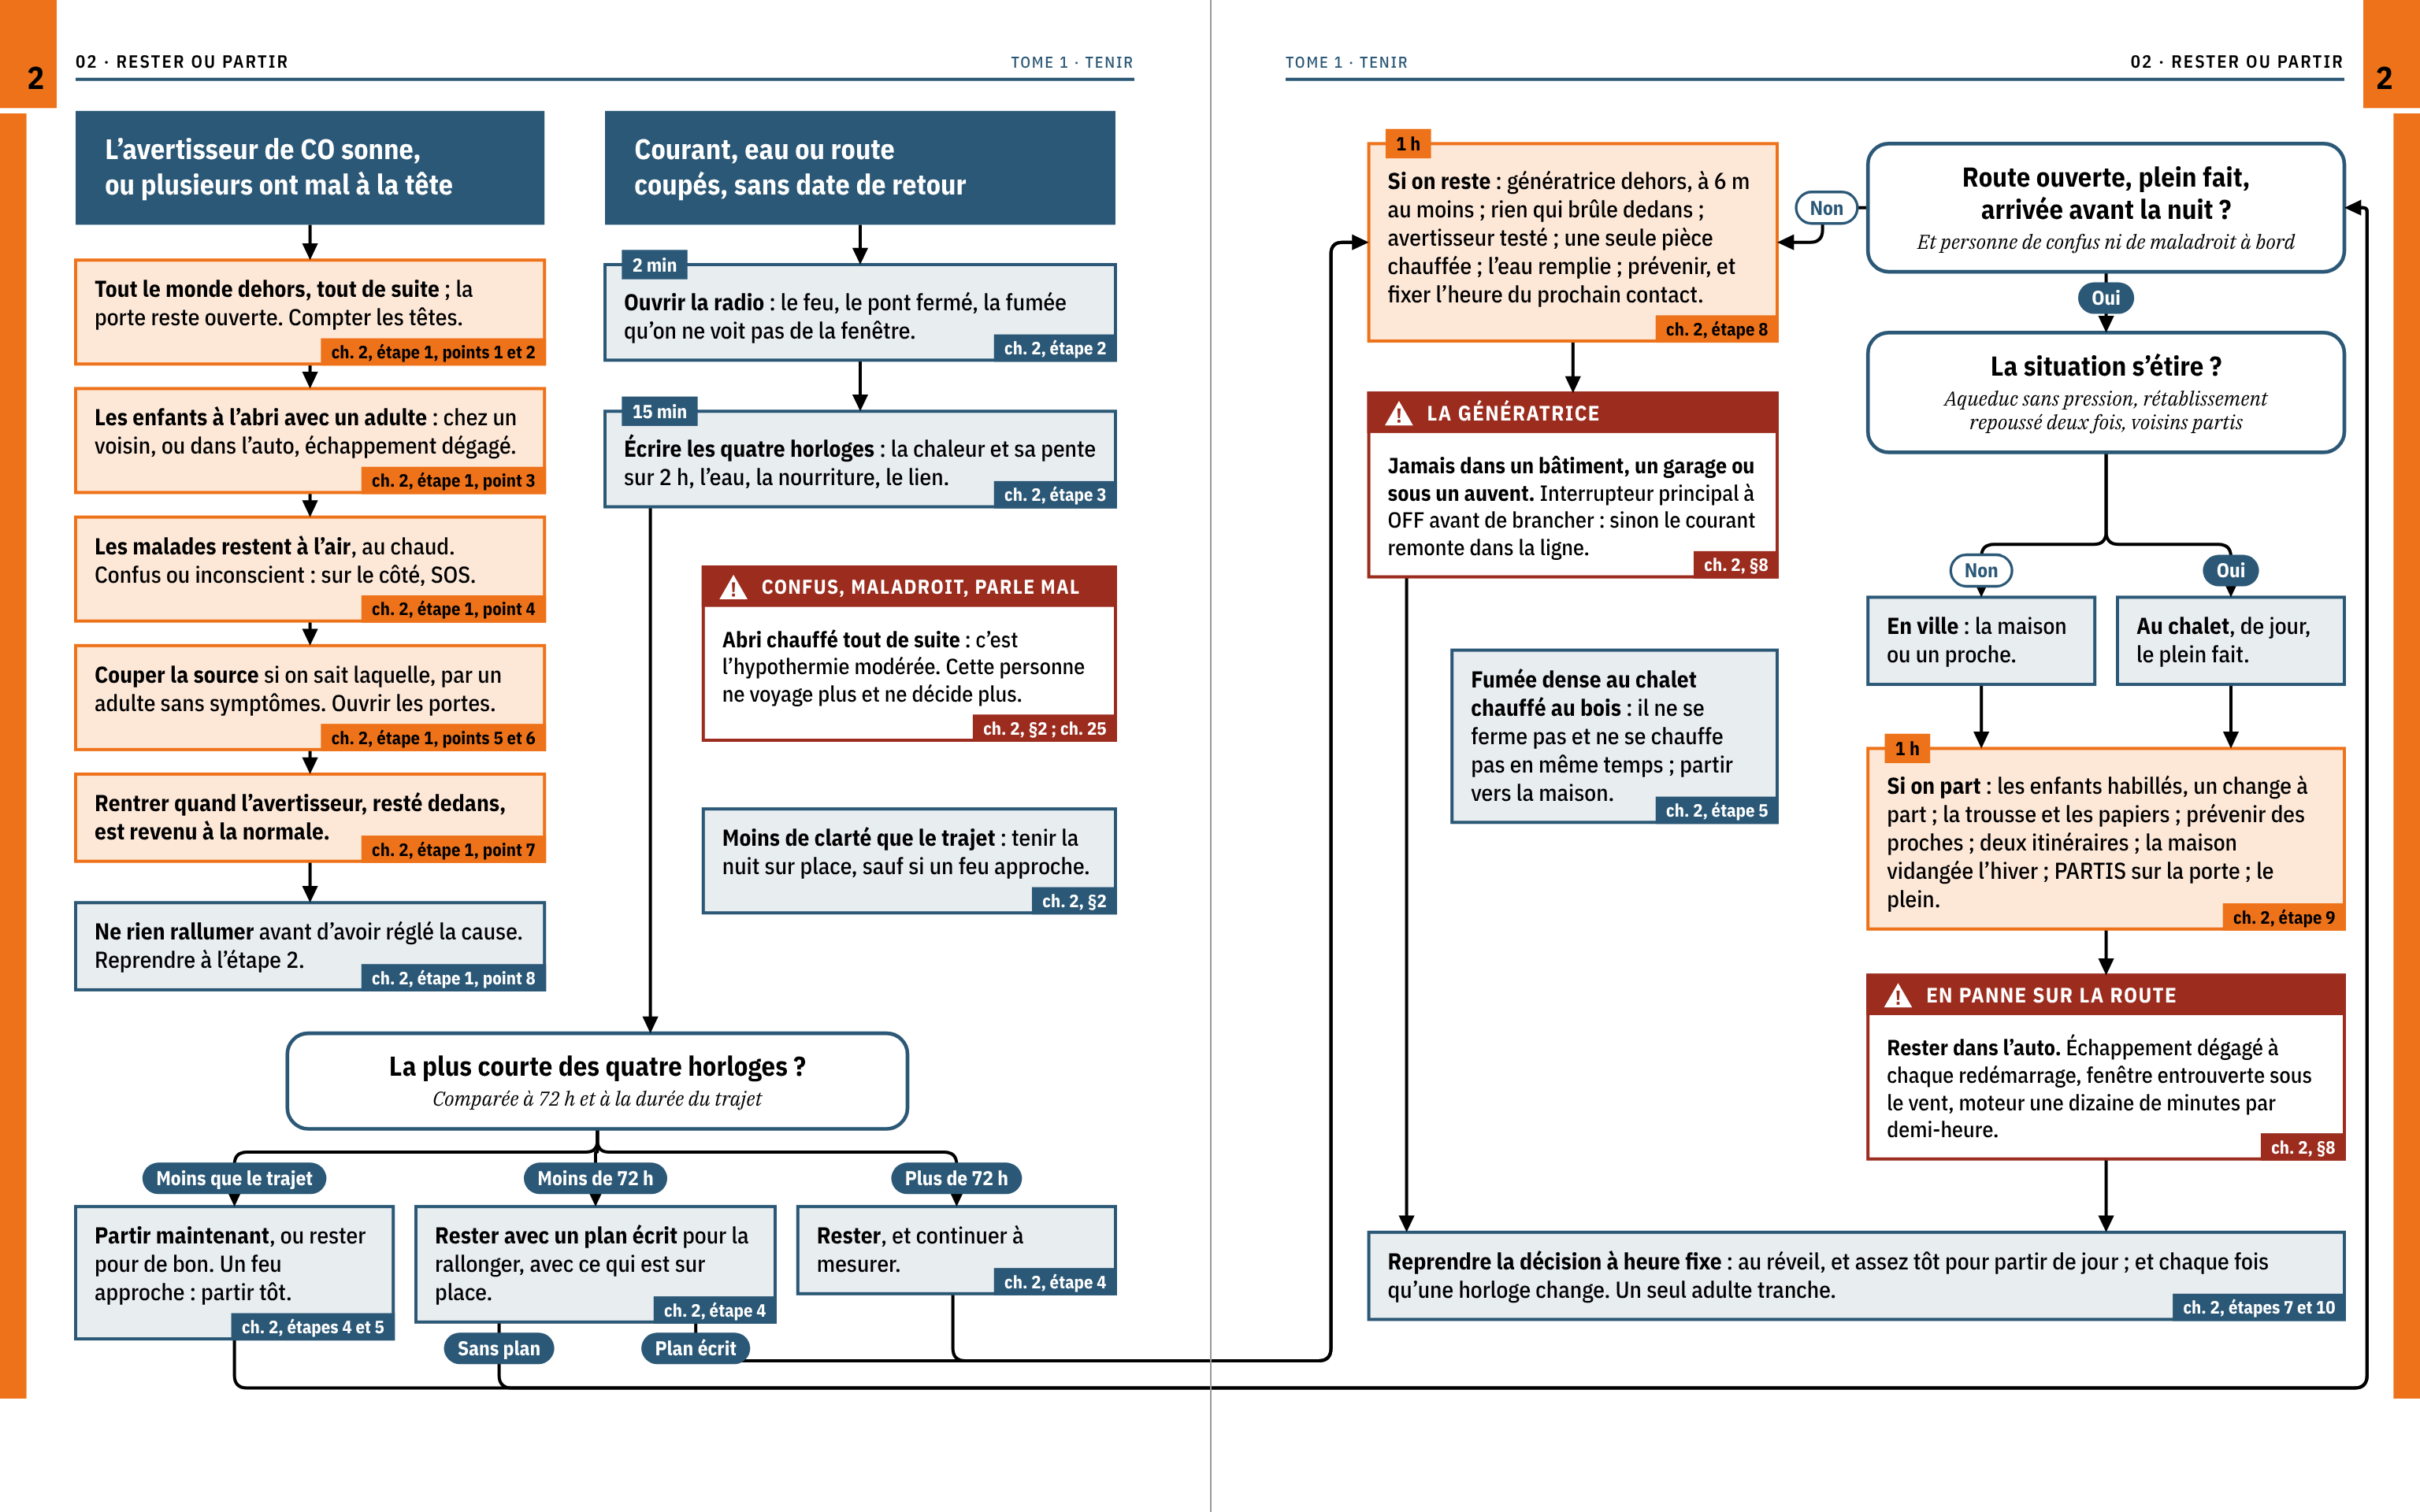 2
02 · RESTER OU PARTIR
TOME 1 · TENIR
L’avertisseur de CO sonne,
ou plusieurs ont mal à la tête
Tout le monde dehors, tout de suite ; la
porte reste ouverte. Compter les têtes.
ch. 2, étape 1, points 1 et 2
Les enfants à l’abri avec un adulte : chez un
voisin, ou dans l’auto, échappement dégagé.
ch. 2, étape 1, point 3
Les malades restent à l’air, au chaud.
Confus ou inconscient : sur le côté, SOS.
ch. 2, étape 1, point 4
Couper la source si on sait laquelle, par un
adulte sans symptômes. Ouvrir les portes.
ch. 2, étape 1, points 5 et 6
Rentrer quand l’avertisseur, resté dedans,
est revenu à la normale.
ch. 2, étape 1, point 7
Ne rien rallumer avant d’avoir réglé la cause.
Reprendre à l’étape 2.
ch. 2, étape 1, point 8
Courant, eau ou route
coupés, sans date de retour
2 min
Ouvrir la radio : le feu, le pont fermé, la fumée
qu’on ne voit pas de la fenêtre.
ch. 2, étape 2
15 min
Écrire les quatre horloges : la chaleur et sa pente
sur 2 h, l’eau, la nourriture, le lien.
ch. 2, étape 3
CONFUS, MALADROIT, PARLE MAL
Abri chauffé tout de suite : c’est
l’hypothermie modérée. Cette personne
ne voyage plus et ne décide plus.
ch. 2, §2 ; ch. 25
Moins de clarté que le trajet : tenir la
nuit sur place, sauf si un feu approche.
ch. 2, §2
La plus courte des quatre horloges ?
Comparée à 72 h et à la durée du trajet
Moins que le trajet
Partir maintenant, ou rester
pour de bon. Un feu
approche : partir tôt.
ch. 2, étapes 4 et 5
Moins de 72 h
Rester avec un plan écrit pour la
rallonger, avec ce qui est sur
place.
ch. 2, étape 4
Sans plan
Plan écrit
Plus de 72 h
Rester, et continuer à
mesurer.
ch. 2, étape 4
TOME 1 · TENIR
02 · RESTER OU PARTIR
2
1 h
Si on reste : génératrice dehors, à 6 m
au moins ; rien qui brûle dedans ;
avertisseur testé ; une seule pièce
chauffée ; l’eau remplie ; prévenir, et
fixer l’heure du prochain contact.
ch. 2, étape 8
LA GÉNÉRATRICE
Jamais dans un bâtiment, un garage ou
sous un auvent. Interrupteur principal à
OFF avant de brancher : sinon le courant
remonte dans la ligne.
ch. 2, §8
Fumée dense au chalet
chauffé au bois : il ne se
ferme pas et ne se chauffe
pas en même temps ; partir
vers la maison.
ch. 2, étape 5
Route ouverte, plein fait,
arrivée avant la nuit ?
Et personne de confus ni de maladroit à bord
Non
Oui
La situation s’étire ?
Aqueduc sans pression, rétablissement
repoussé deux fois, voisins partis
Non
Oui
En ville : la maison
ou un proche.
Au chalet, de jour,
le plein fait.
1 h
Si on part : les enfants habillés, un change à
part ; la trousse et les papiers ; prévenir des
proches ; deux itinéraires ; la maison
vidangée l’hiver ; PARTIS sur la porte ; le
plein.
ch. 2, étape 9
EN PANNE SUR LA ROUTE
Rester dans l’auto. Échappement dégagé à
chaque redémarrage, fenêtre entrouverte sous
le vent, moteur une dizaine de minutes par
demi-heure.
ch. 2, §8
Reprendre la décision à heure fixe : au réveil, et assez tôt pour partir de jour ; et chaque fois
qu’une horloge change. Un seul adulte tranche.
ch. 2, étapes 7 et 10